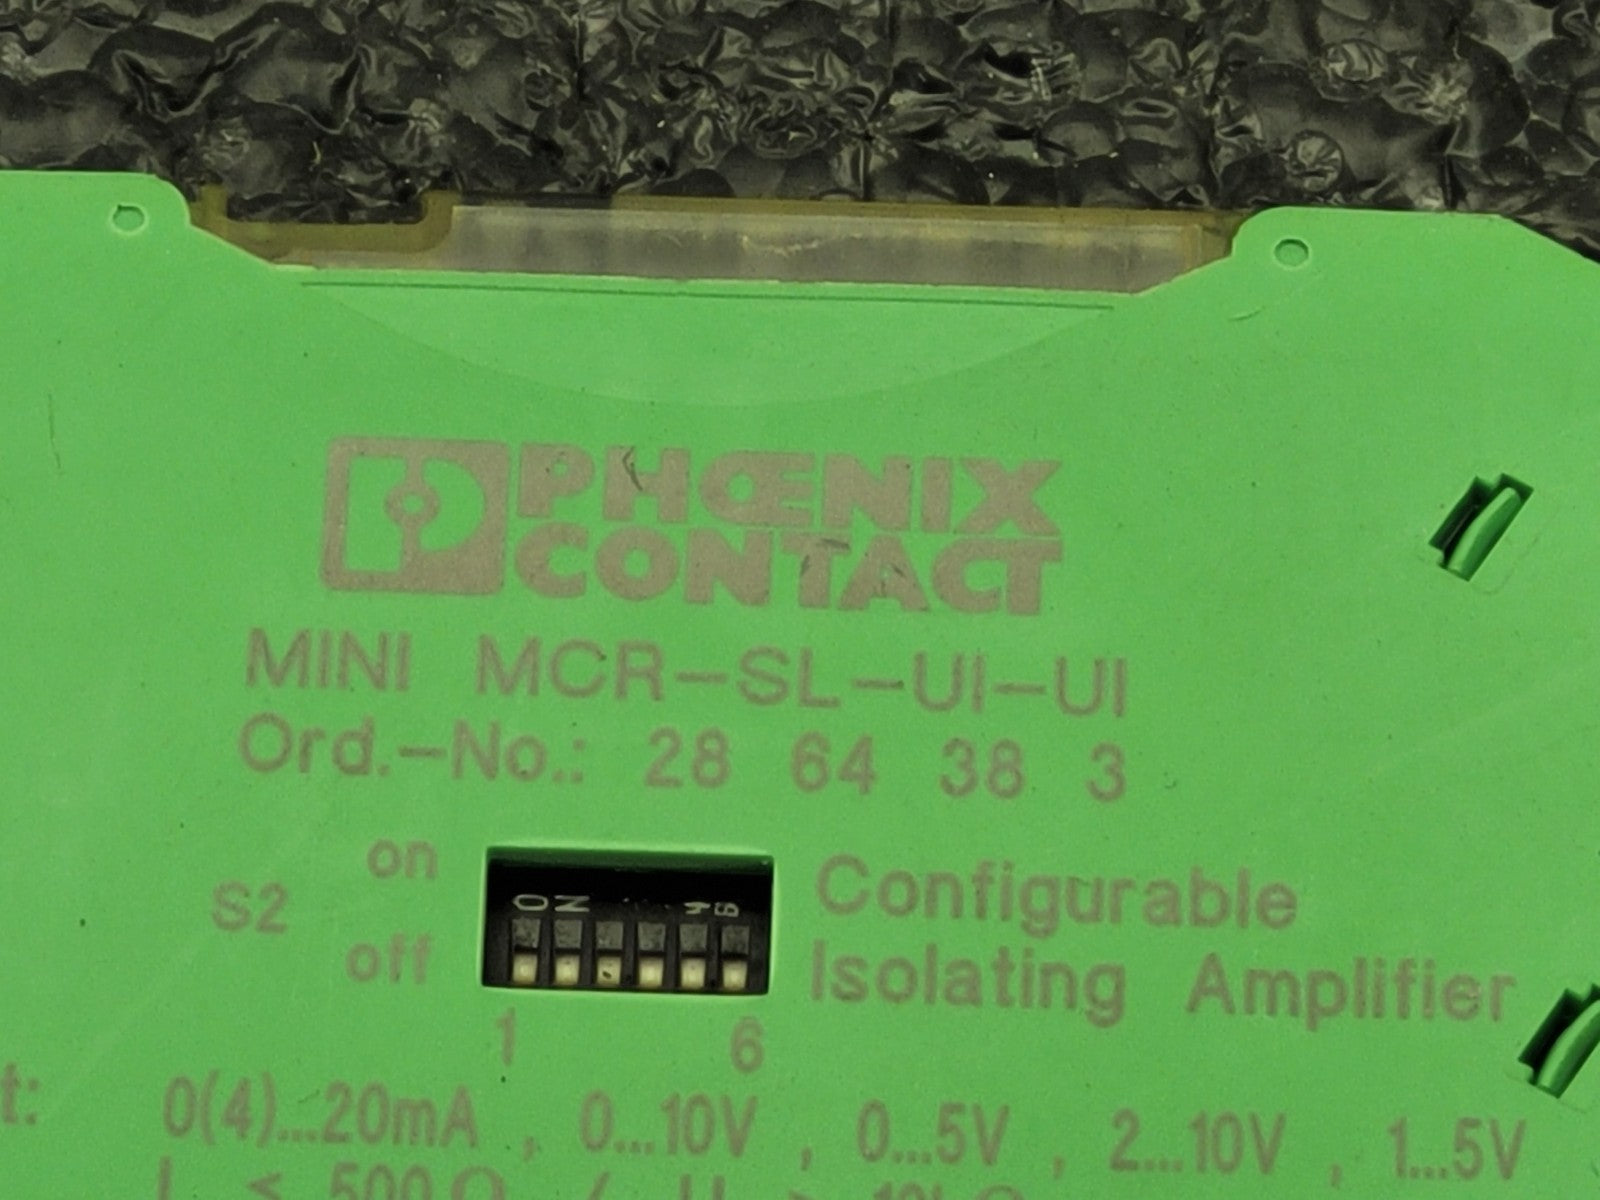 PHŒNIX
CONTACT
MINI MCR-SL-UI-UI
Ord.-No.: 28 64 38 3
on
S2
off
ON
1 6
Configurable
Isolating Amplifier
t: 0(4)...20mA , 0...10V , 0...5V , 2...10V , 1...5V